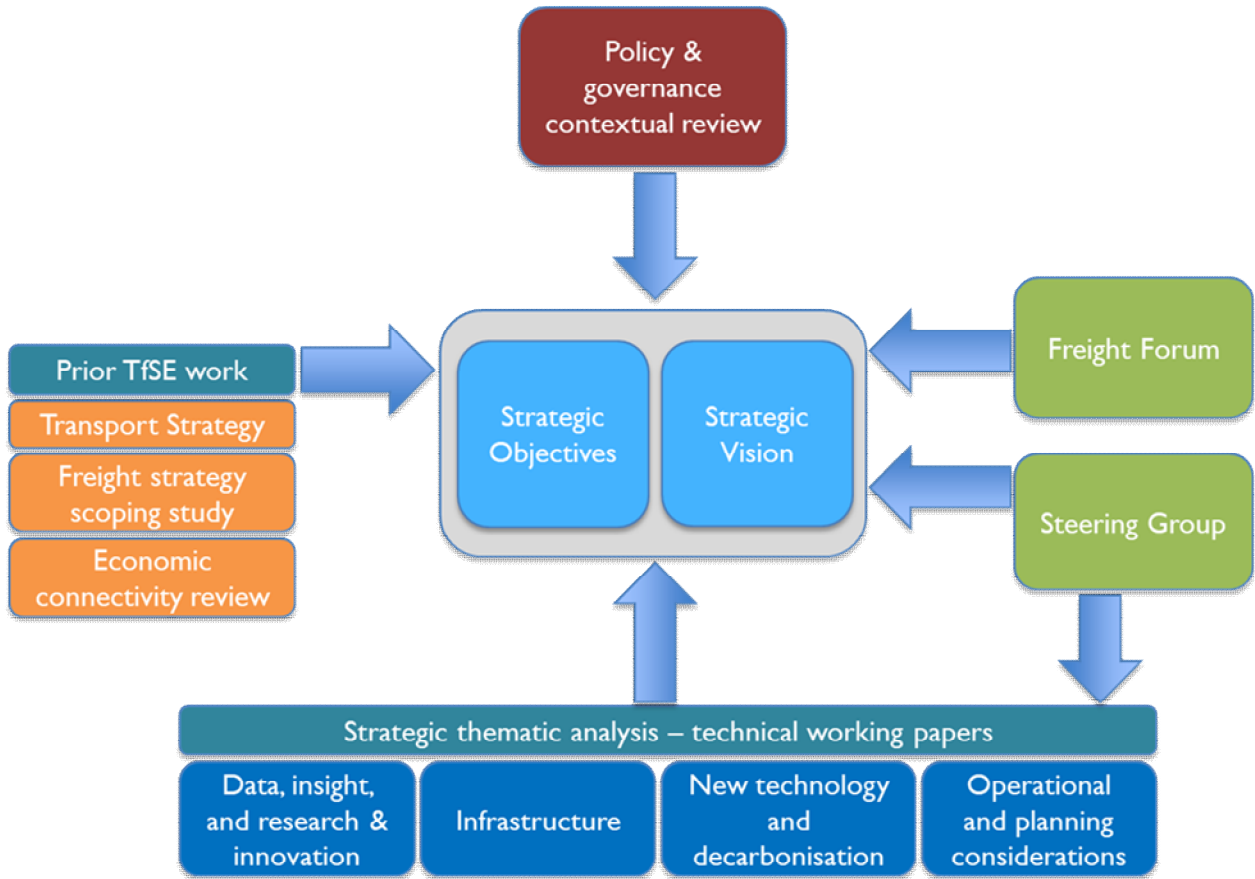 Policy &
governance
contextual review
Prior TfSE work
Transport Strategy
Freight strategy
scoping study
Economic
connectivity review
Strategic
Objectives
Strategic
Vision
Freight Forum
Steering Group
Strategic thematic analysis – technical working papers
Data, insight,
and research &
innovation
Infrastructure
New technology
and
decarbonisation
Operational
and planning
considerations